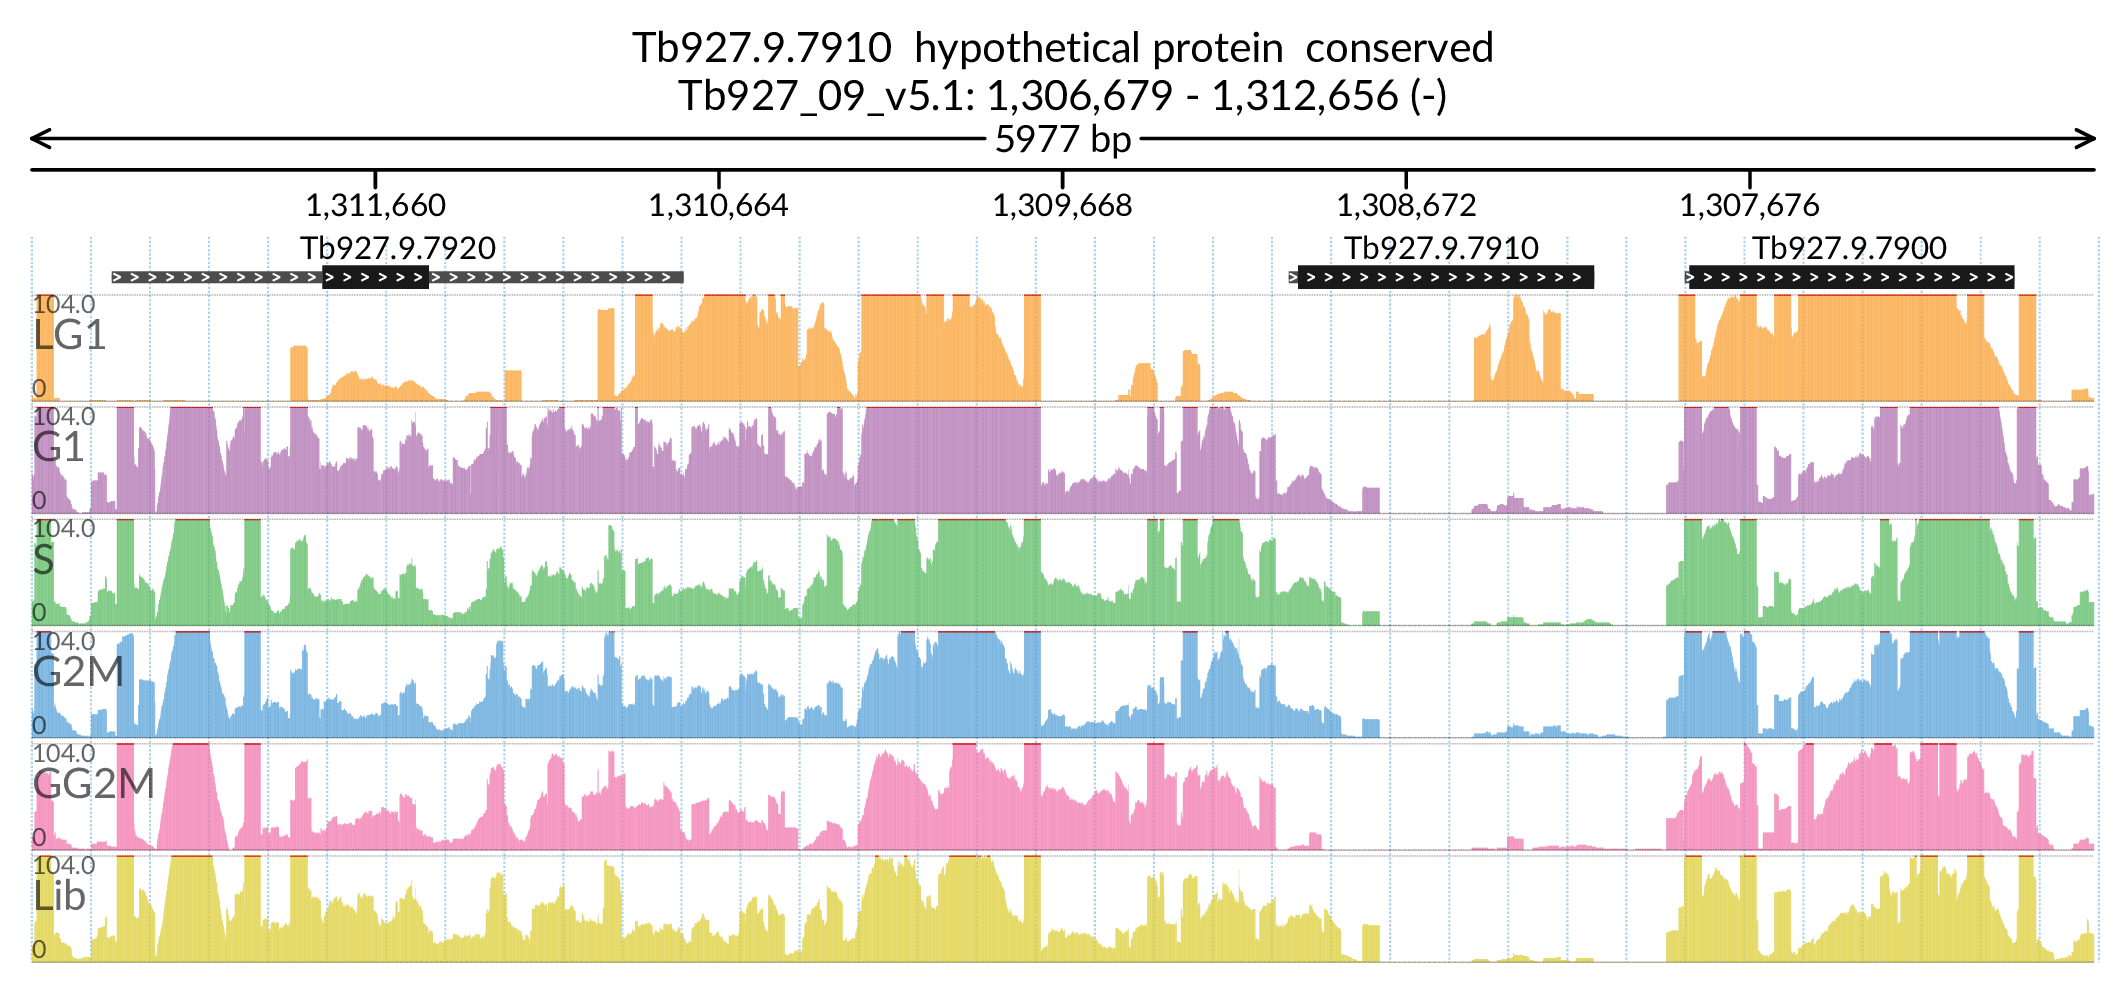 Tb927.9.7910 hypothetical protein conserved
Tb927_09_v5.1: 1,306,679 - 1,312,656 (-)
5977 bp
1,311,660 1,310,664 1,309,668 1,308,672 1,307,676
Tb927.9.7920 Tb927.9.7910 Tb927.9.7900
104.0
LG1
0
104.0
G1
0
104.0
S
0
104.0
G2M
0
104.0
GG2M
0
104.0
Lib
0